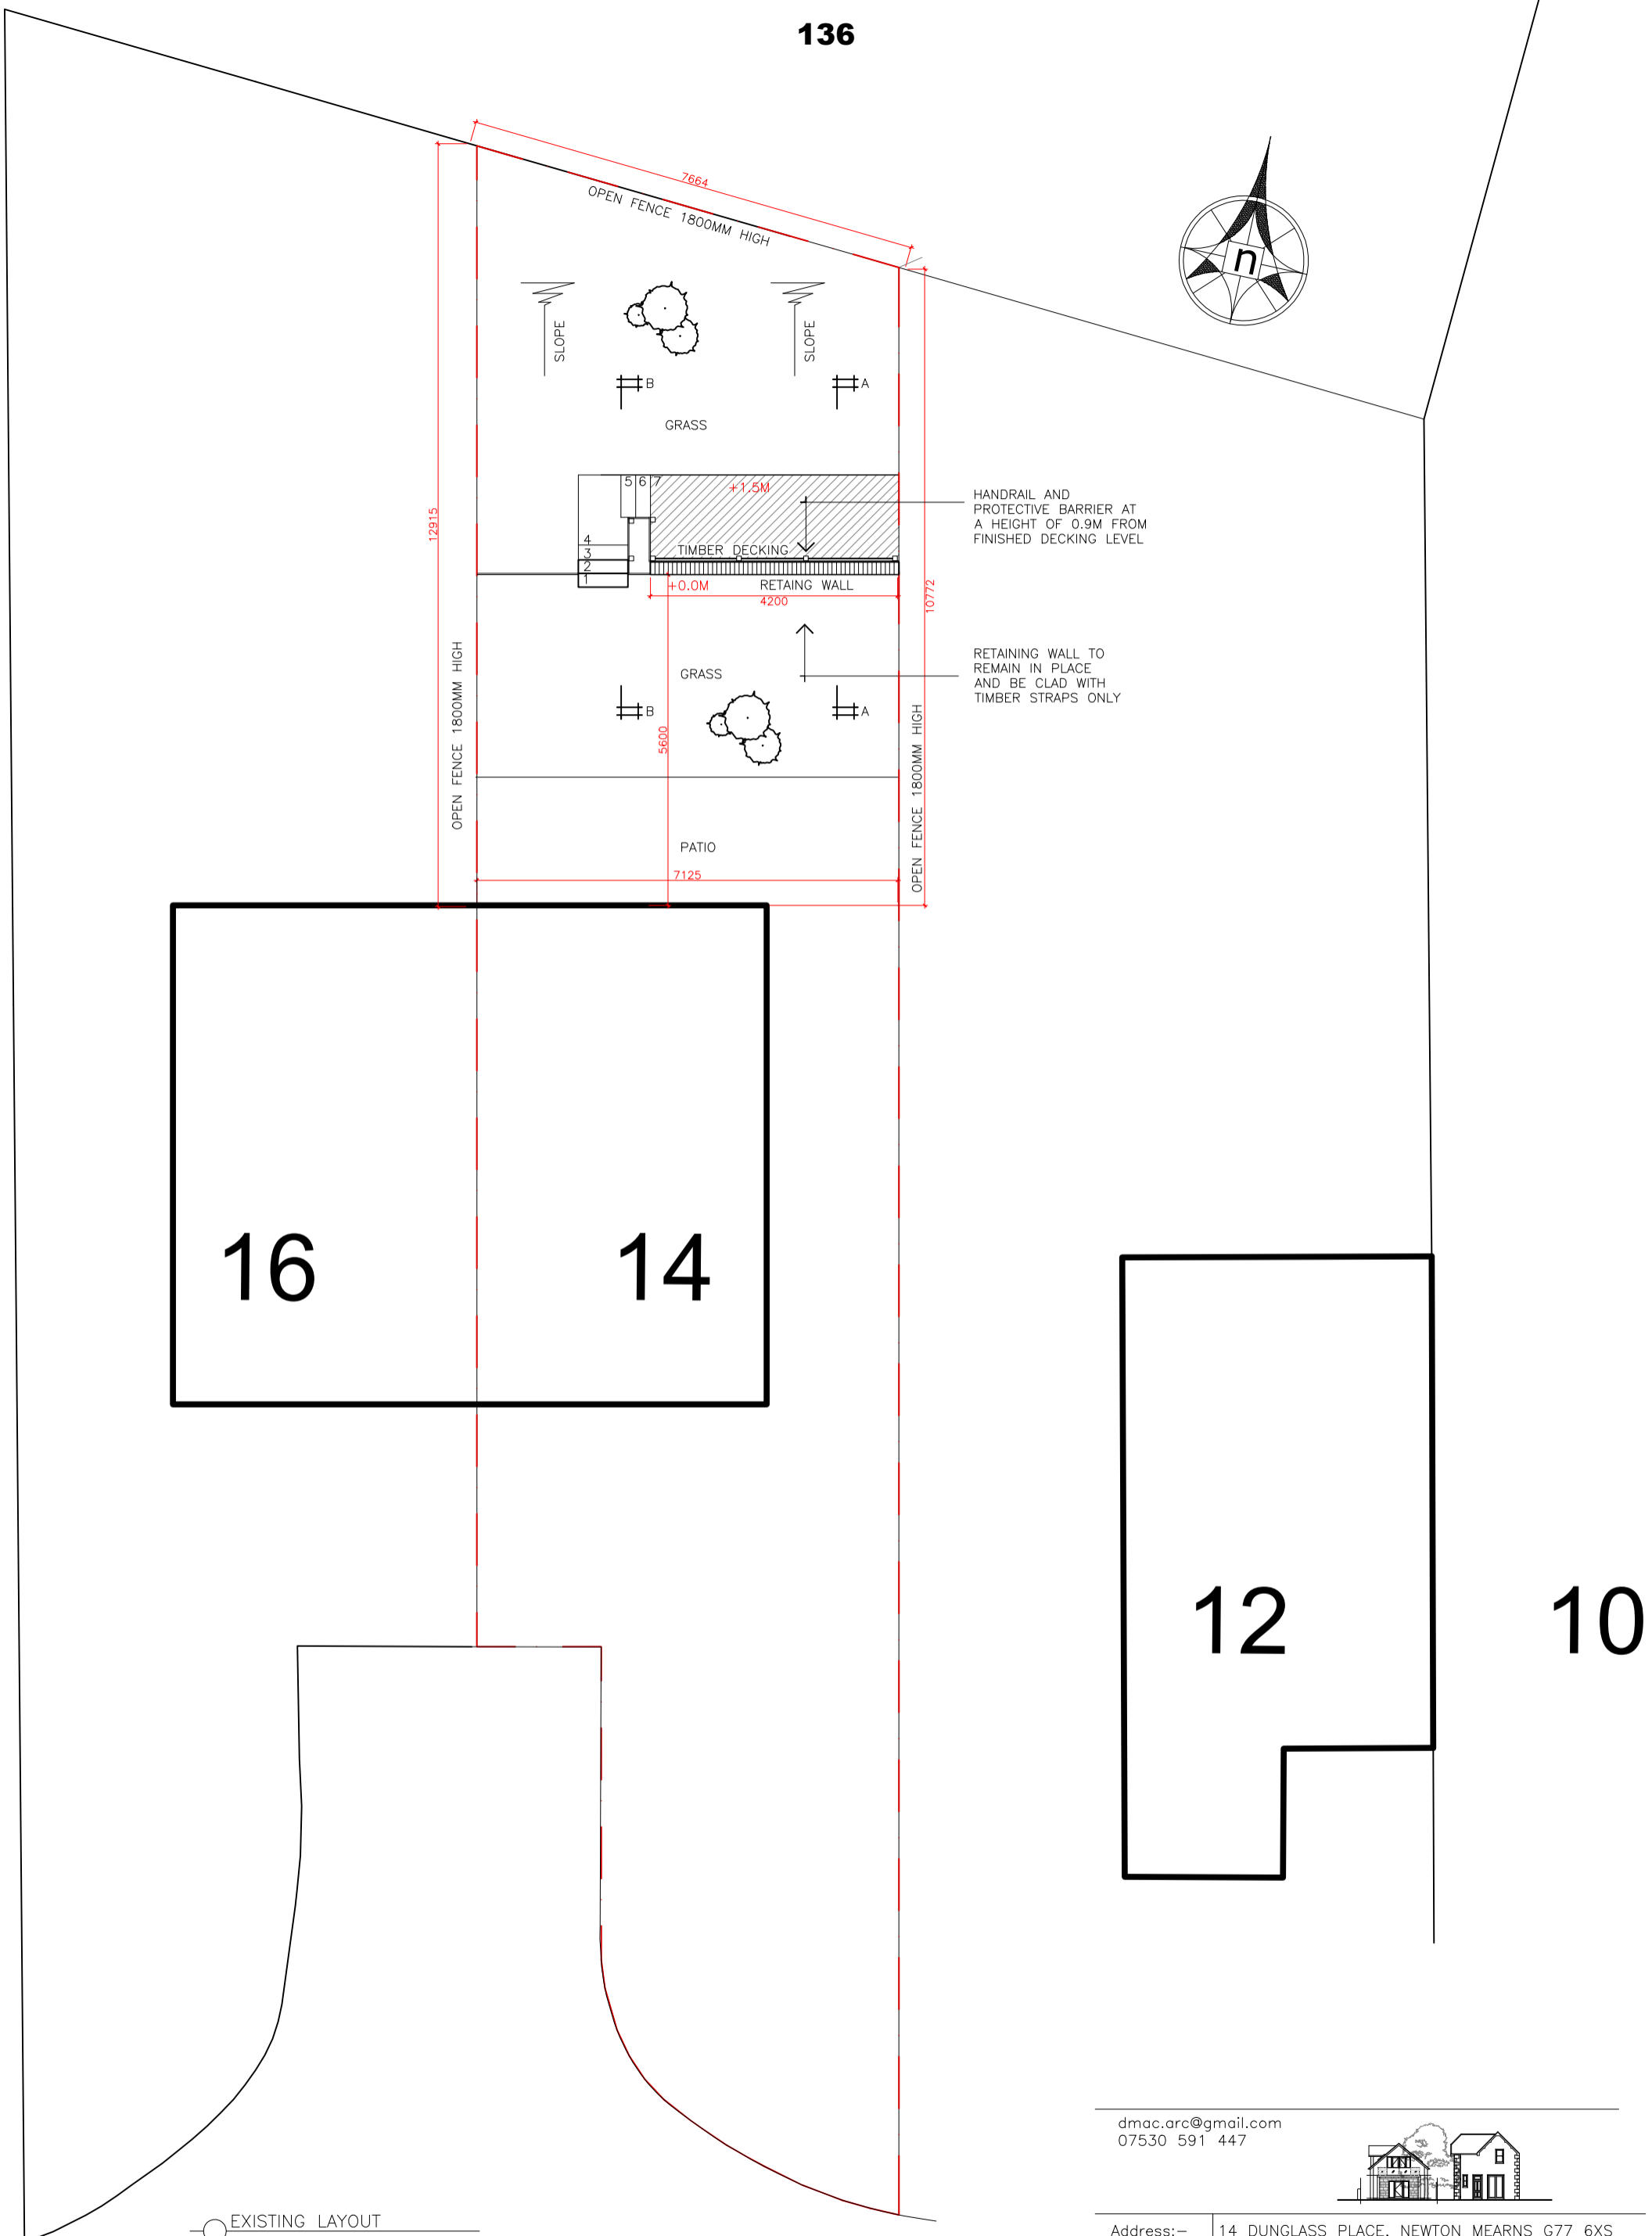 136
7664
OPEN FENCE 1800MM HIGH
n
SLOPE
SLOPE
B
A
GRASS
5 6 7
+1.5M
HANDRAIL AND
PROTECTIVE BARRIER AT
A HEIGHT OF 0.9M FROM
FINISHED DECKING LEVEL
12915
4
3
2
1
TIMBER DECKING
+0.0M
RETAING WALL
4200
10772
RETAINING WALL TO
REMAIN IN PLACE
AND BE CLAD WITH
TIMBER STRAPS ONLY
OPEN FENCE 1800MM HIGH
GRASS
B
A
5600
OPEN FENCE 1800MM HIGH
PATIO
7125
16
14
12
10
dmac.arc@gmail.com
07530 591 447
EXISTING LAYOUT
Address:- 14 DUNGLASS PLACE, NEWTON MEARNS G77 6XS